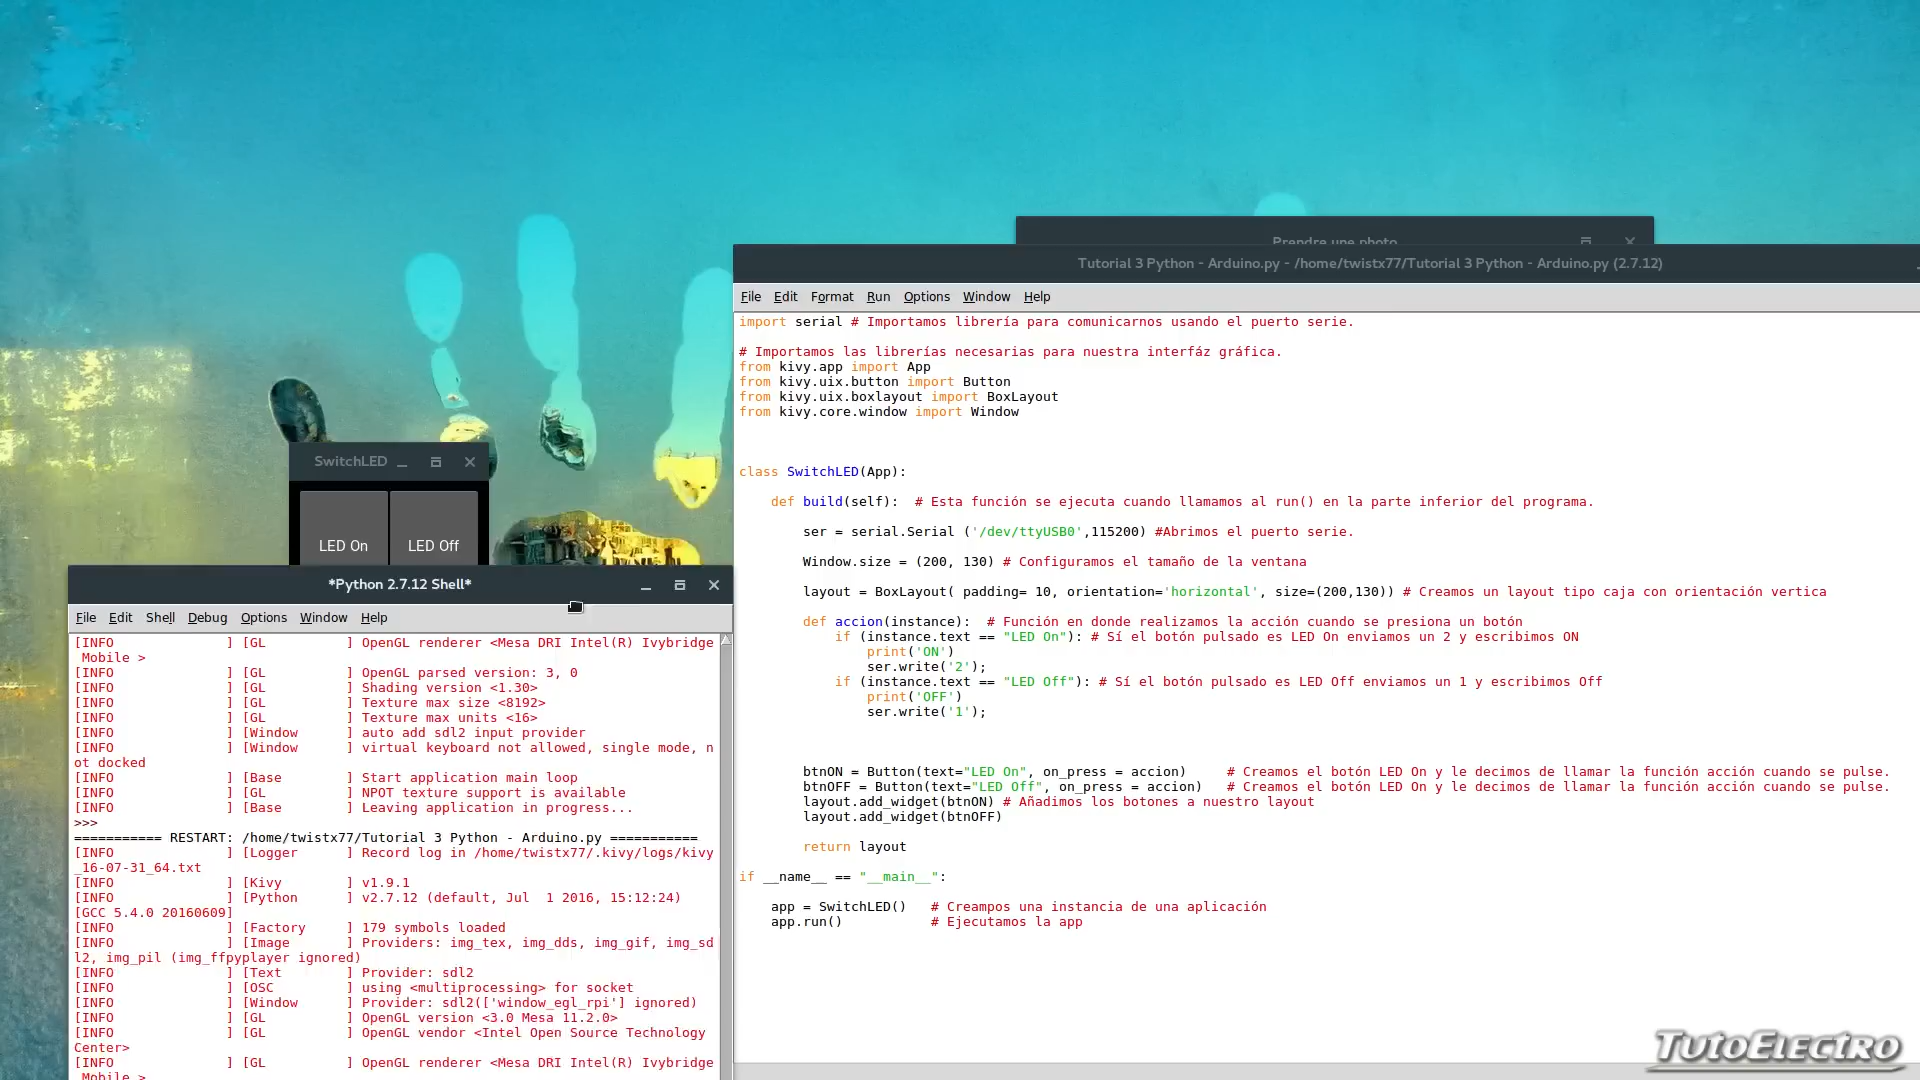 Prendre une photo
Tutorial 3 Python - Arduino.py - /home/twistx77/Tutorial 3 Python - Arduino.py (2.7.12)
File Edit Format Run Options Window Help
import serial # Importamos librería para comunicarnos usando el puerto serie.
# Importamos las librerías necesarias para nuestra interfáz gráfica.
from kivy.app import App
from kivy.uix.button import Button
from kivy.uix.boxlayout import BoxLayout
from kivy.core.window import Window
class SwitchLED(App):
def build(self):  # Esta función se ejecuta cuando llamamos al run() en la parte inferior del programa.
ser = serial.Serial ('/dev/ttyUSB0',115200) #Abrimos el puerto serie.
Window.size = (200, 130) # Configuramos el tamaño de la ventana
layout = BoxLayout( padding= 10, orientation='horizontal', size=(200,130)) # Creamos un layout tipo caja con orientación vertica
def accion(instance):  # Función en donde realizamos la acción cuando se presiona un botón
if (instance.text == "LED On"): # Sí el botón pulsado es LED On enviamos un 2 y escribimos ON
print('ON')
ser.write('2');
if (instance.text == "LED Off"): # Sí el botón pulsado es LED Off enviamos un 1 y escribimos Off
print('OFF')
ser.write('1');
btnON = Button(text="LED On", on_press = accion)     # Creamos el botón LED On y le decimos de llamar la función acción cuando se pulse.
btnOFF = Button(text="LED Off", on_press = accion)   # Creamos el botón LED On y le decimos de llamar la función acción cuando se pulse.
layout.add_widget(btnON) # Añadimos los botones a nuestro layout
layout.add_widget(btnOFF)
return layout
if __name__ == "__main__":
app = SwitchLED()   # Creampos una instancia de una aplicación
app.run()           # Ejecutamos la app
SwitchLED
LED On LED Off
*Python 2.7.12 Shell*
File Edit Shell Debug Options Window Help
[INFO              ] [GL          ] OpenGL renderer <Mesa DRI Intel(R) Ivybridge
Mobile >
[INFO              ] [GL          ] OpenGL parsed version: 3, 0
[INFO              ] [GL          ] Shading version <1.30>
[INFO              ] [GL          ] Texture max size <8192>
[INFO              ] [GL          ] Texture max units <16>
[INFO              ] [Window      ] auto add sdl2 input provider
[INFO              ] [Window      ] virtual keyboard not allowed, single mode, n
ot docked
[INFO              ] [Base        ] Start application main loop
[INFO              ] [GL          ] NPOT texture support is available
[INFO              ] [Base        ] Leaving application in progress...
>>>
=========== RESTART: /home/twistx77/Tutorial 3 Python - Arduino.py ===========
[INFO              ] [Logger      ] Record log in /home/twistx77/.kivy/logs/kivy
_16-07-31_64.txt
[INFO              ] [Kivy        ] v1.9.1
[INFO              ] [Python      ] v2.7.12 (default, Jul  1 2016, 15:12:24)
[GCC 5.4.0 20160609]
[INFO              ] [Factory     ] 179 symbols loaded
[INFO              ] [Image       ] Providers: img_tex, img_dds, img_gif, img_sd
l2, img_pil (img_ffpyplayer ignored)
[INFO              ] [Text        ] Provider: sdl2
[INFO              ] [OSC         ] using <multiprocessing> for socket
[INFO              ] [Window      ] Provider: sdl2(['window_egl_rpi'] ignored)
[INFO              ] [GL          ] OpenGL version <3.0 Mesa 11.2.0>
[INFO              ] [GL          ] OpenGL vendor <Intel Open Source Technology
Center>
[INFO              ] [GL          ] OpenGL renderer <Mesa DRI Intel(R) Ivybridge
Mobile >
TutoElectro